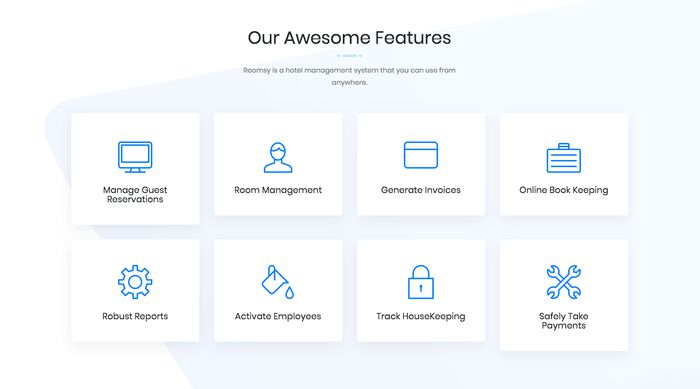 Our Awesome Features
Roomsy is a hotel management system that you can use from
anywhere.
Manage Guest
Reservations
Room Management
Generate Invoices
Online Book Keeping
Robust Reports
Activate Employees
Track HouseKeeping
Safely Take
Payments